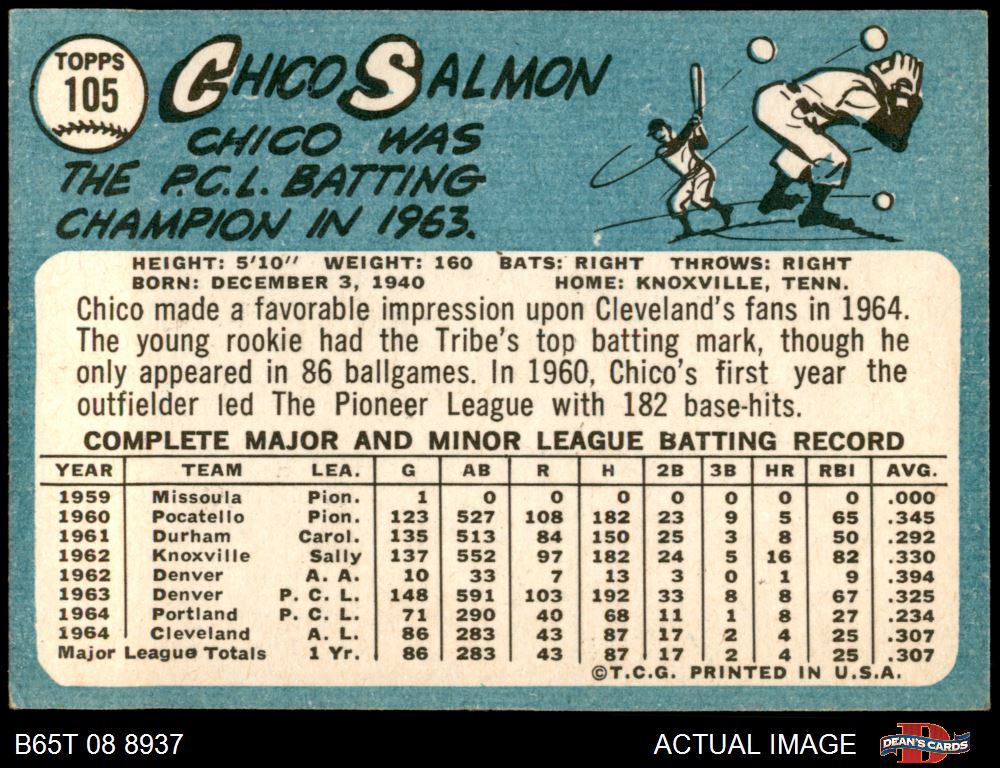 TOPPS
105
CHICO SALMON
CHICO WAS
THE P.C.L. BATTING
CHAMPION IN 1963.
HEIGHT: 5'10" WEIGHT: 160 BATS: RIGHT THROWS: RIGHT
BORN: DECEMBER 3, 1940 HOME: KNOXVILLE, TENN.
Chico made a favorable impression upon Cleveland's fans in 1964.
The young rookie had the Tribe's top batting mark, though he
only appeared in 86 ballgames. In 1960, Chico's first year the
outfielder led The Pioneer League with 182 base-hits.
COMPLETE MAJOR AND MINOR LEAGUE BATTING RECORD
YEAR TEAM LEA. G AB R H 2B 3B HR RBI AVG.
1959 Missoula Pion. 1 0 0 0 0 0 0 0 .000
1960 Pocatello Pion. 123 527 108 182 23 9 5 65 .345
1961 Durham Carol. 135 513 84 150 25 3 8 50 .292
1962 Knoxville Sally 137 552 97 182 24 5 16 82 .330
1962 Denver A. A. 10 33 7 13 3 0 1 9 .394
1963 Denver P. C. L. 148 591 103 192 33 8 8 67 .325
1964 Portland P. C. L. 71 290 40 68 11 1 8 27 .234
1964 Cleveland A. L. 86 283 43 87 17 2 4 25 .307
Major League Totals 1 Yr. 86 283 43 87 17 2 4 25 .307
©T.C.G. PRINTED IN U.S.A.
B65T 08 8937 ACTUAL IMAGE DEAN'S CARDS